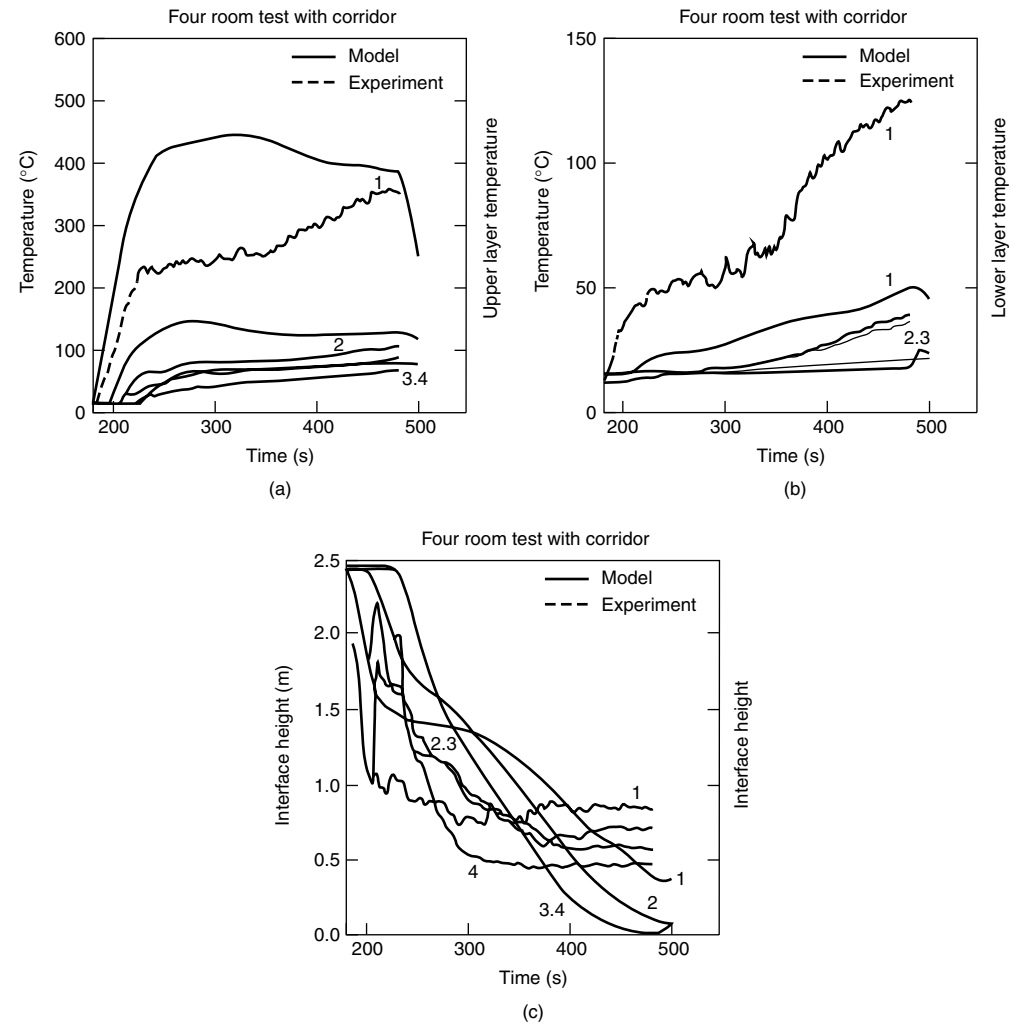 Four room test with corridor
600
500
400
300
200
100
0
200
300
400
500
Temperature (°C)
Time (s)
Upper layer temperature
Model
Experiment
1
2
3.4
(a)
Four room test with corridor
150
100
50
0
200
300
400
500
Temperature (°C)
Time (s)
Lower layer temperature
Model
Experiment
1
1
2.3
(b)
Four room test with corridor
2.5
2.0
1.5
1.0
0.5
0.0
200
300
400
500
Interface height (m)
Time (s)
Interface height
Model
Experiment
2.3
1
4
1
2
3.4
(c)